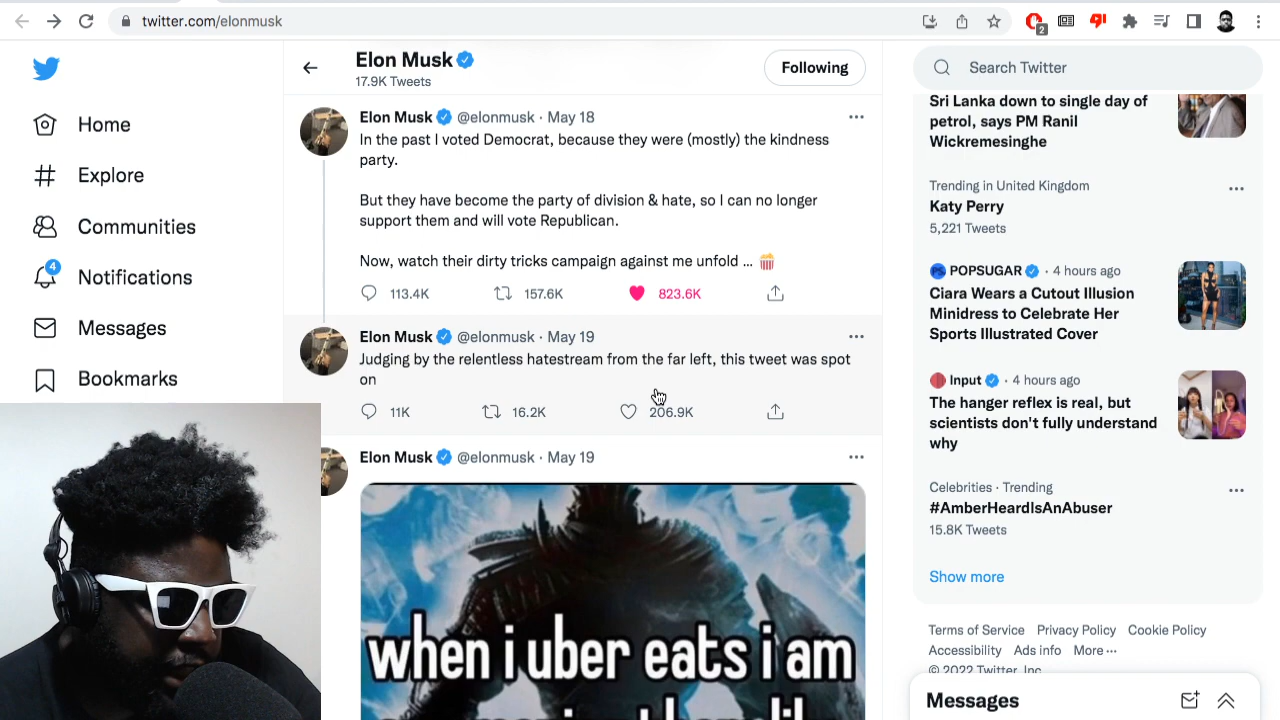 twitter.com/elonmusk
2
Elon Musk
17.9K Tweets
Following
Search Twitter
Home
Explore
Communities
4
Notifications
Messages
Bookmarks
Elon Musk @elonmusk · May 18
In the past I voted Democrat, because they were (mostly) the kindness
party.
But they have become the party of division & hate, so I can no longer
support them and will vote Republican.
Now, watch their dirty tricks campaign against me unfold ... 🍿
113.4K 157.6K 823.6K
Elon Musk @elonmusk · May 19
Judging by the relentless hatestream from the far left, this tweet was spot
on
11K 16.2K 206.9K
Elon Musk @elonmusk · May 19
when i uber eats i am
Sri Lanka down to single day of
petrol, says PM Ranil
Wickremesinghe
Trending in United Kingdom
Katy Perry
5,221 Tweets
POPSUGAR · 4 hours ago
Ciara Wears a Cutout Illusion
Minidress to Celebrate Her
Sports Illustrated Cover
Input · 4 hours ago
The hanger reflex is real, but
scientists don't fully understand
why
Celebrities · Trending
#AmberHeardIsAnAbuser
15.8K Tweets
Show more
Terms of Service Privacy Policy Cookie Policy
Accessibility Ads info More ···
© 2022 Twitter, Inc.
Messages